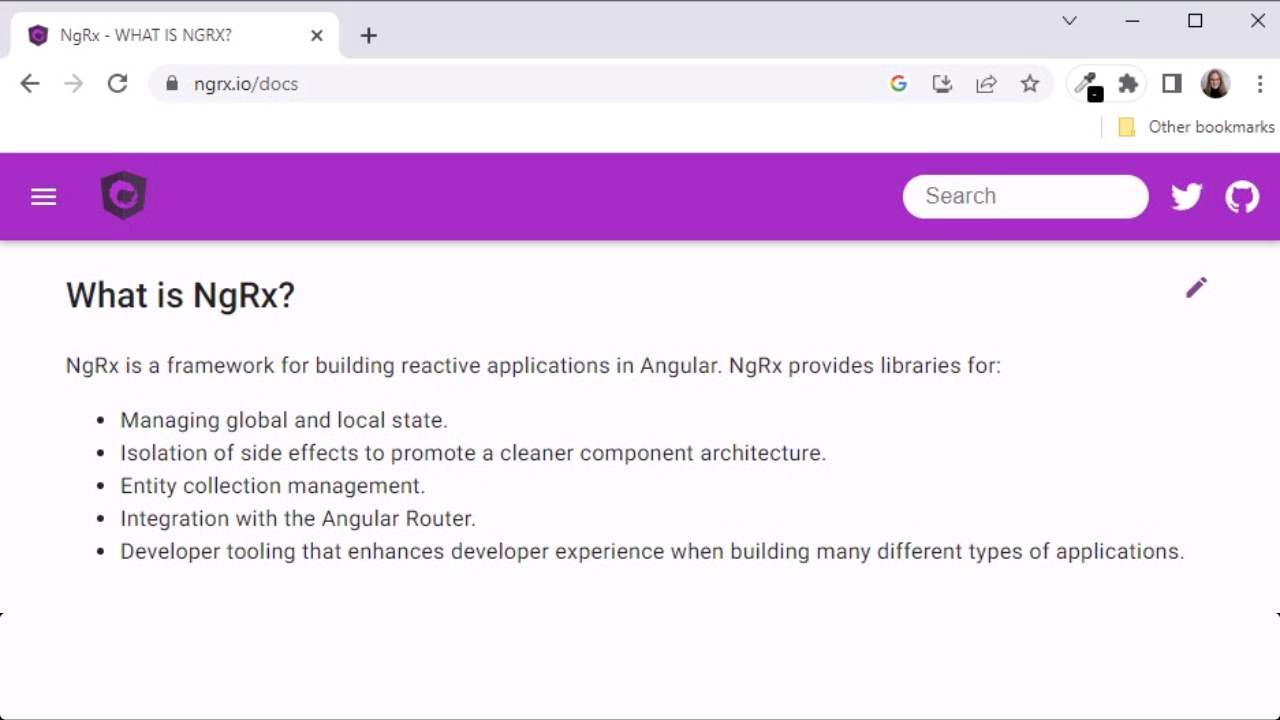 NgRx - WHAT IS NGRX?
ngrx.io/docs
Other bookmarks
Search
What is NgRx?
NgRx is a framework for building reactive applications in Angular. NgRx provides libraries for:
• Managing global and local state.
• Isolation of side effects to promote a cleaner component architecture.
• Entity collection management.
• Integration with the Angular Router.
• Developer tooling that enhances developer experience when building many different types of applications.